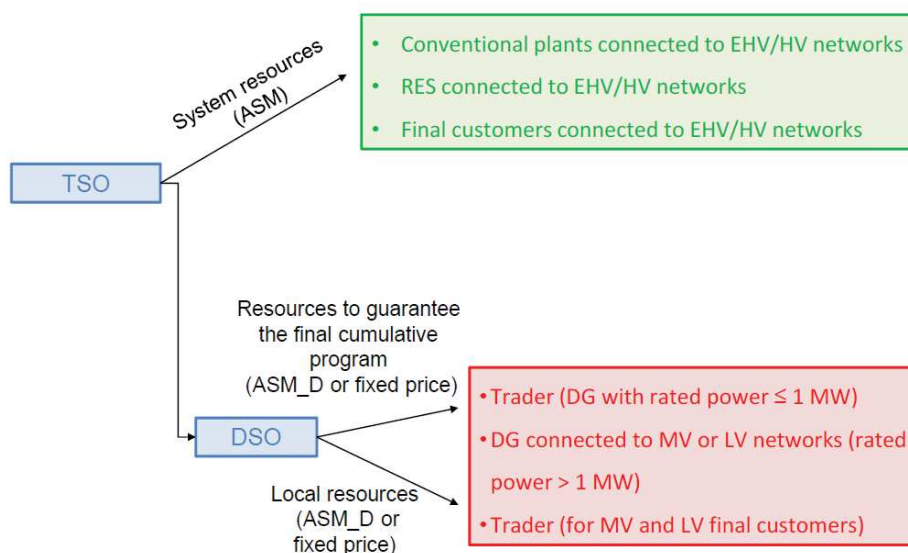 System resources
(ASM)
• Conventional plants connected to EHV/HV networks
• RES connected to EHV/HV networks
• Final customers connected to EHV/HV networks
TSO
Resources to guarantee
the final cumulative
program
(ASM_D or fixed price)
DSO
Local resources
(ASM_D or
fixed price)
• Trader (DG with rated power ≤ 1 MW)
• DG connected to MV or LV networks (rated
power > 1 MW)
• Trader (for MV and LV final customers)